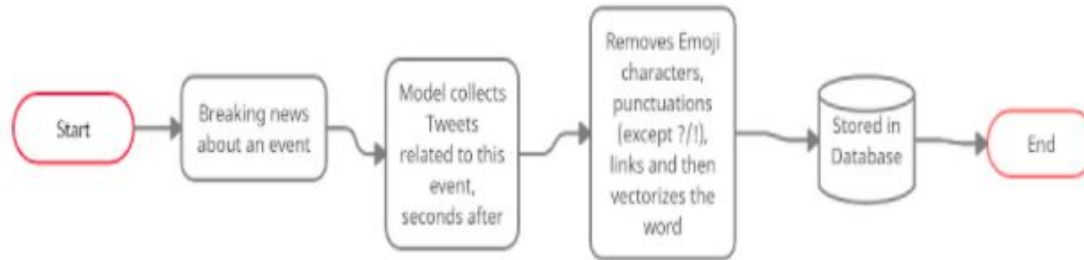 Start
Breaking news
about an event
Model collects
Tweets
related to this
event,
seconds after
Removes Emoji
characters,
punctuations
(except ?/!),
links and then
vectorizes the
word
Stored in
Database
End